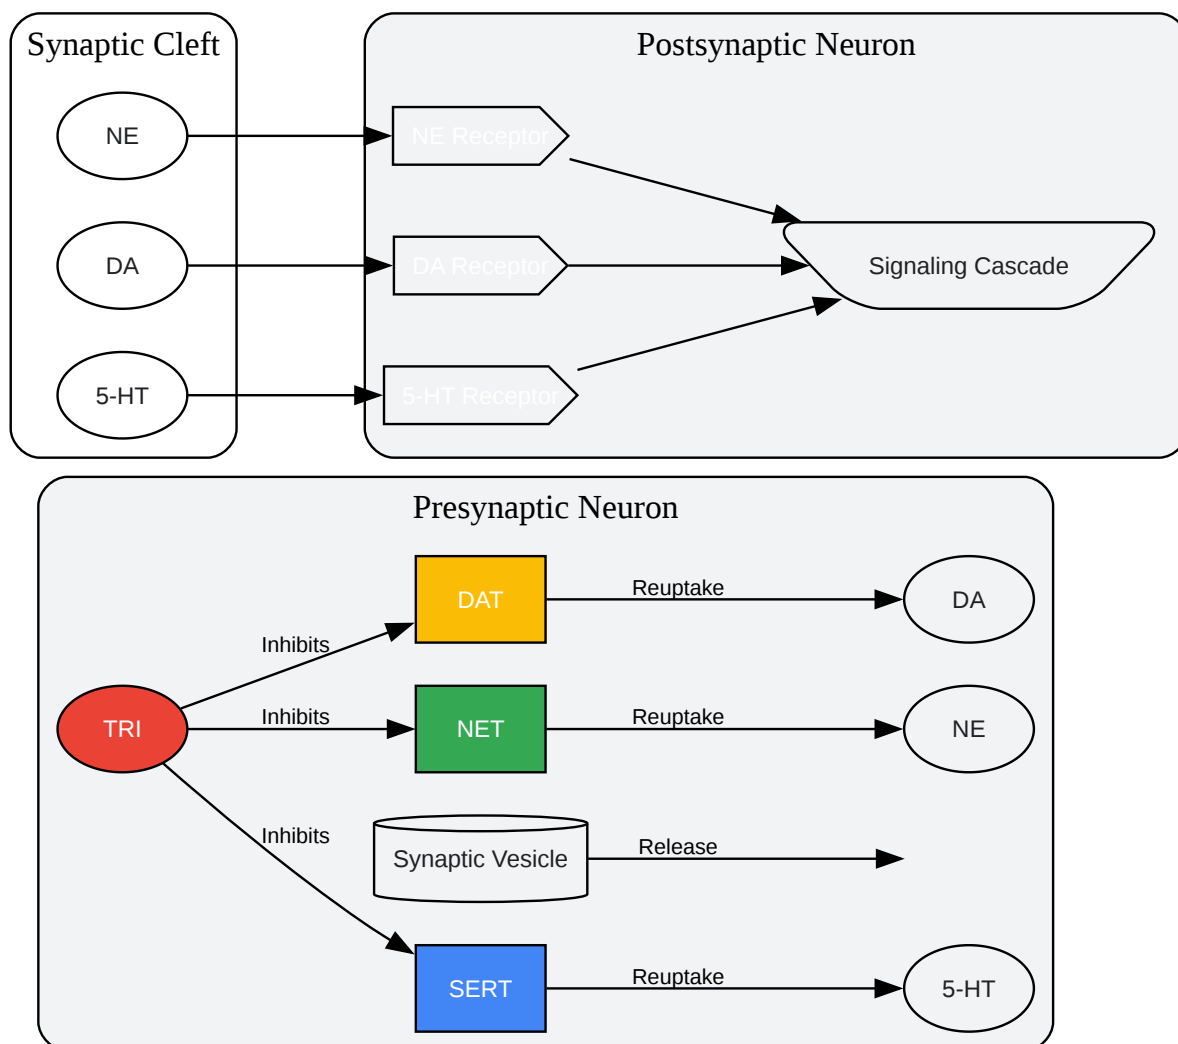 Synaptic Cleft
Postsynaptic Neuron
NE
NE Receptor
DA
DA Receptor
Signaling Cascade
5-HT
5-HT Receptor
Presynaptic Neuron
DAT
Reuptake
DA
Inhibits
TRI
Inhibits
NET
Reuptake
NE
Inhibits
Synaptic Vesicle
Release
SERT
Reuptake
5-HT